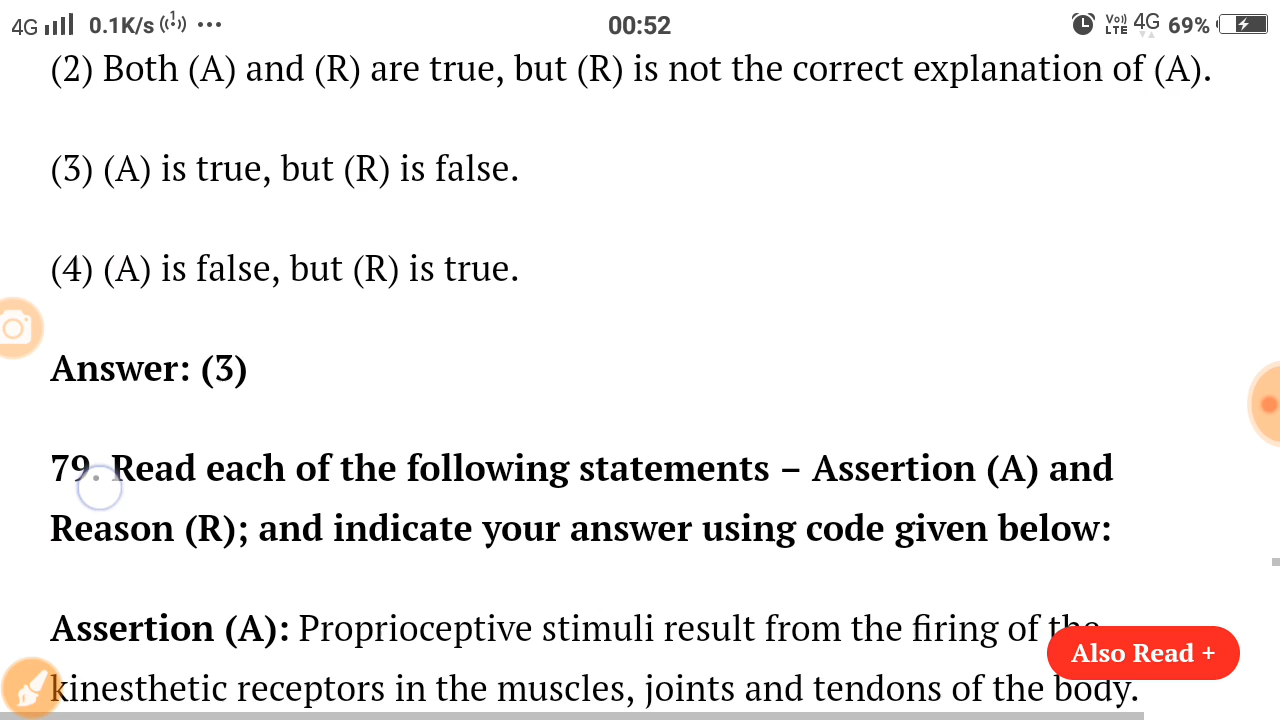 4G 0.1K/s 1 ••• 00:52 Vo)) LTE 4G 69%
(2) Both (A) and (R) are true, but (R) is not the correct explanation of (A).
(3) (A) is true, but (R) is false.
(4) (A) is false, but (R) is true.
Answer: (3)
79. Read each of the following statements – Assertion (A) and
Reason (R); and indicate your answer using code given below:
Assertion (A): Proprioceptive stimuli result from the firing of the
Also Read +
kinesthetic receptors in the muscles, joints and tendons of the body.